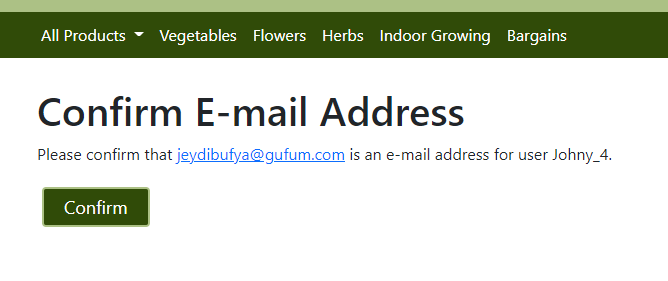 All Products Vegetables Flowers Herbs Indoor Growing Bargains
Confirm E-mail Address
Please confirm that jeydibufya@gufum.com is an e-mail address for user Johny_4.
Confirm